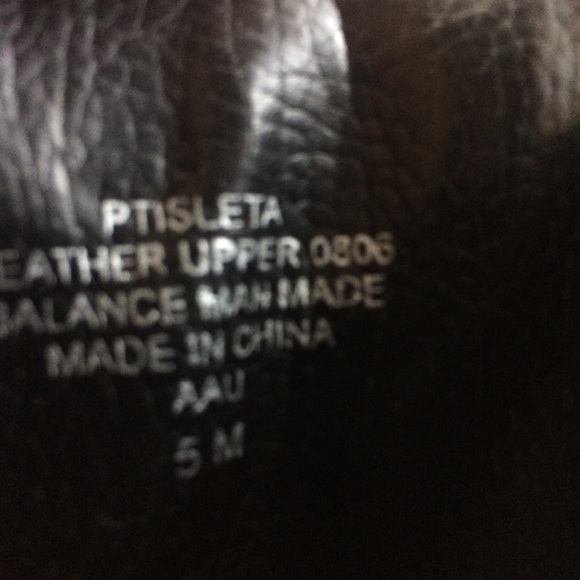 PTISLETA
EATHER UPPER 0806
BALANCE MAN MADE
MADE IN CHINA
AAU
5 M